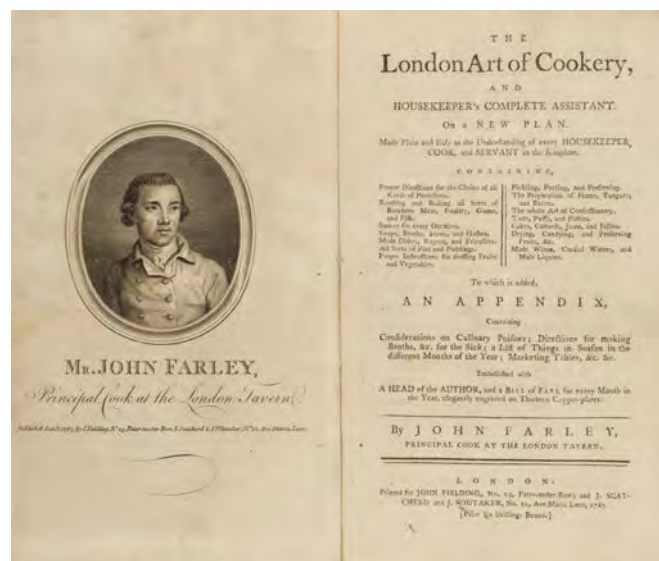 MR. JOHN FARLEY,
Principal Cook at the London Tavern.
THE
London Art of Cookery,
AND
HOUSEKEEPER's COMPLETE ASSISTANT.
On a NEW PLAN.
Made Plain and Easy to the Understanding of every HOUSEKEEPER,
COOK, and SERVANT in the Kingdom.
CONTAINING,
Proper Directions for the Choice of all
Kinds of Provisions.
Roasting and Boiling all Sorts of
Butchers Meat, Poultry, Game,
and Fish.
Sauces for every Occasion.
Soups, Broths, Stews, and Hashes.
Made Dishes, Ragoos, and Fricassees.
All Sorts of Pies and Puddings.
Proper Instructions for dressing Fruits
and Vegetables.
Pickling, Potting, and Preserving.
The Preparation of Hams, Tongues,
and Bacon.
The whole Art of Confectionary.
Tarts, Puffs, and Pasties.
Cakes, Custards, Jams, and Jellies.
Drying, Candying, and Preserving
Fruits, &c.
Made Wines, Cordial Waters, and
Malt Liquors.
To which is added,
AN APPENDIX,
Containing
Considerations on Culinary Poisons; Directions for making
Broths, &c. for the Sick; a List of Things in Season in the
different Months of the Year; Marketing Tables, &c. &c.
Embellished with
A HEAD of the AUTHOR, and a BILL of FARE for every Month in
the Year, elegantly engraved on Thirteen Copper-plates.
By JOHN FARLEY,
PRINCIPAL COOK AT THE LONDON TAVERN.
LONDON:
Printed for JOHN FIELDING, No. 23, Pater-noster Row; and J. SCAT-
CHERD and J. WHITAKER, No. 12, Ave Maria Lane, 1783.
[Price Six Shillings Bound.]